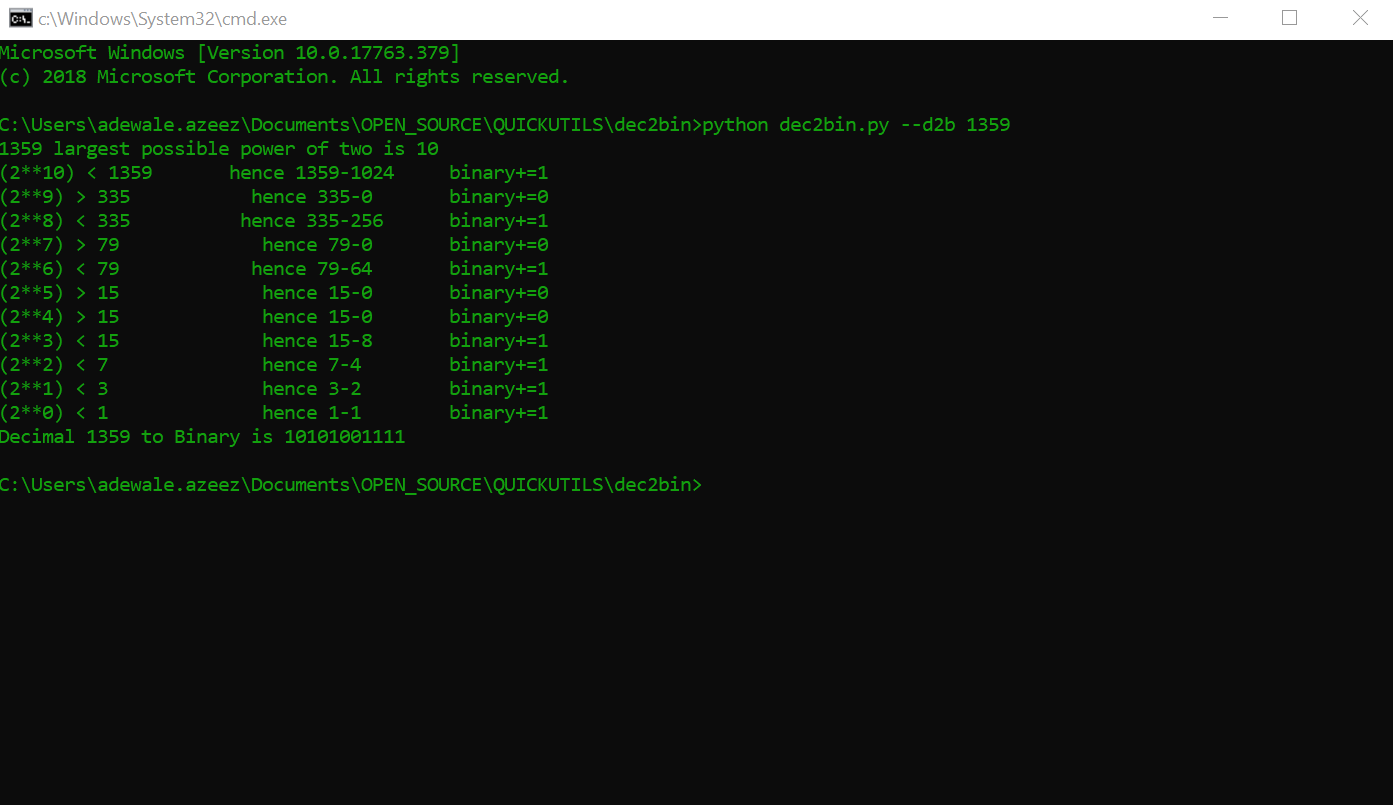 c:\Windows\System32\cmd.exe
Microsoft Windows [Version 10.0.17763.379]
(c) 2018 Microsoft Corporation. All rights reserved.
C:\Users\adewale.azeez\Documents\OPEN_SOURCE\QUICKUTILS\dec2bin>python dec2bin.py --d2b 1359
1359 largest possible power of two is 10
(2**10) < 1359       hence 1359-1024     binary+=1
(2**9) > 335           hence 335-0       binary+=0
(2**8) < 335          hence 335-256      binary+=1
(2**7) > 79             hence 79-0       binary+=0
(2**6) < 79            hence 79-64       binary+=1
(2**5) > 15             hence 15-0       binary+=0
(2**4) > 15             hence 15-0       binary+=0
(2**3) < 15             hence 15-8       binary+=1
(2**2) < 7              hence 7-4        binary+=1
(2**1) < 3              hence 3-2        binary+=1
(2**0) < 1              hence 1-1        binary+=1
Decimal 1359 to Binary is 10101001111
C:\Users\adewale.azeez\Documents\OPEN_SOURCE\QUICKUTILS\dec2bin>